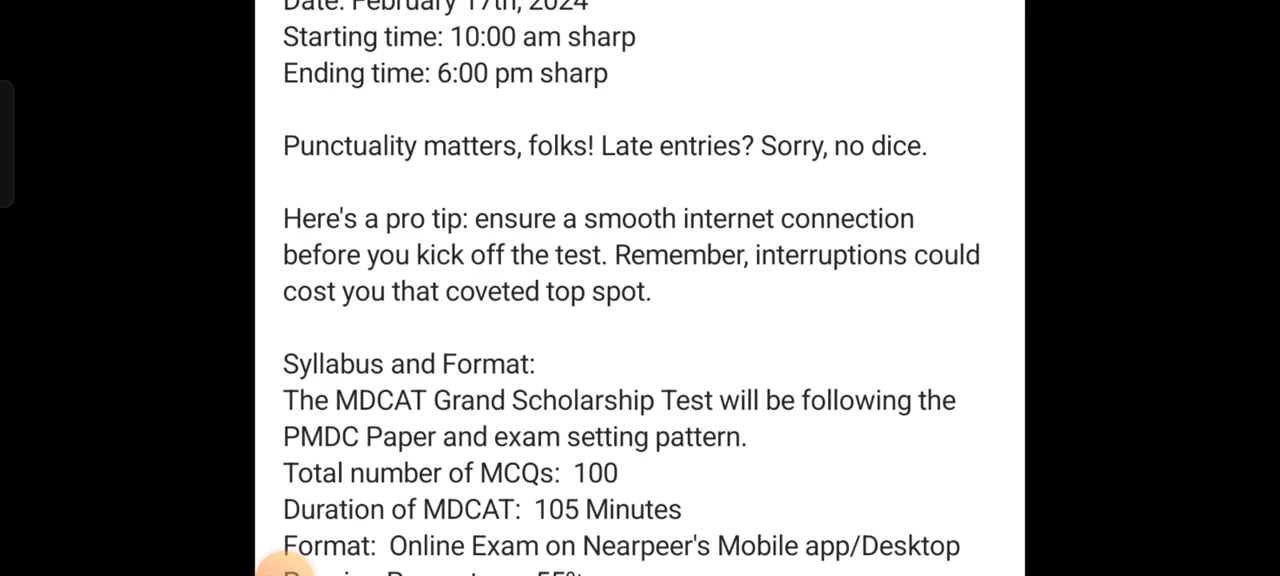 Date: February 17th, 2024
Starting time: 10:00 am sharp
Ending time: 6:00 pm sharp
Punctuality matters, folks! Late entries? Sorry, no dice.
Here's a pro tip: ensure a smooth internet connection
before you kick off the test. Remember, interruptions could
cost you that coveted top spot.
Syllabus and Format:
The MDCAT Grand Scholarship Test will be following the
PMDC Paper and exam setting pattern.
Total number of MCQs:  100
Duration of MDCAT:  105 Minutes
Format:  Online Exam on Nearpeer's Mobile app/Desktop